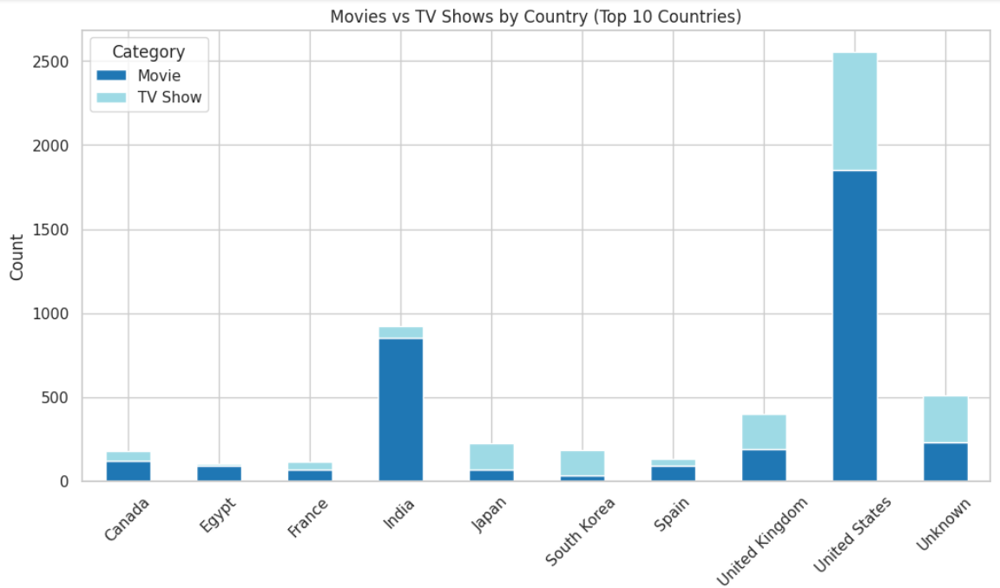 Movies vs TV Shows by Country (Top 10 Countries)
Category
Movie
TV Show
Count
2500
2000
1500
1000
500
0
Canada
Egypt
France
India
Japan
South Korea
Spain
United Kingdom
United States
Unknown